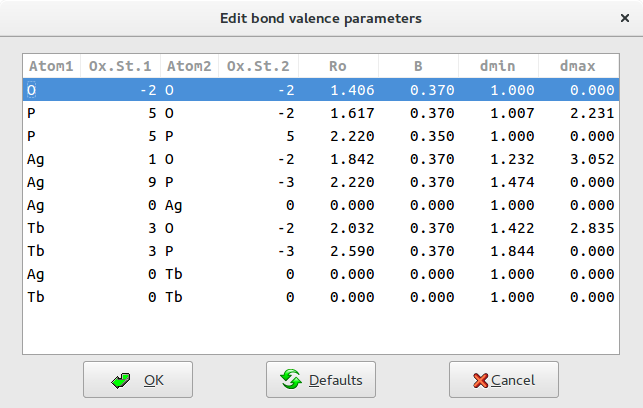 Edit bond valence parameters
Atom1 Ox.St.1 Atom2 Ox.St.2 Ro B dmin dmax
O -2 O -2 1.406 0.370 1.000 0.000
P 5 O -2 1.617 0.370 1.007 2.231
P 5 P 5 2.220 0.350 1.000 0.000
Ag 1 O -2 1.842 0.370 1.232 3.052
Ag 9 P -3 2.220 0.370 1.474 0.000
Ag 0 Ag 0 0.000 0.000 1.000 0.000
Tb 3 O -2 2.032 0.370 1.422 2.835
Tb 3 P -3 2.590 0.370 1.844 0.000
Ag 0 Tb 0 0.000 0.000 1.000 0.000
Tb 0 Tb 0 0.000 0.000 1.000 0.000
OK Defaults Cancel